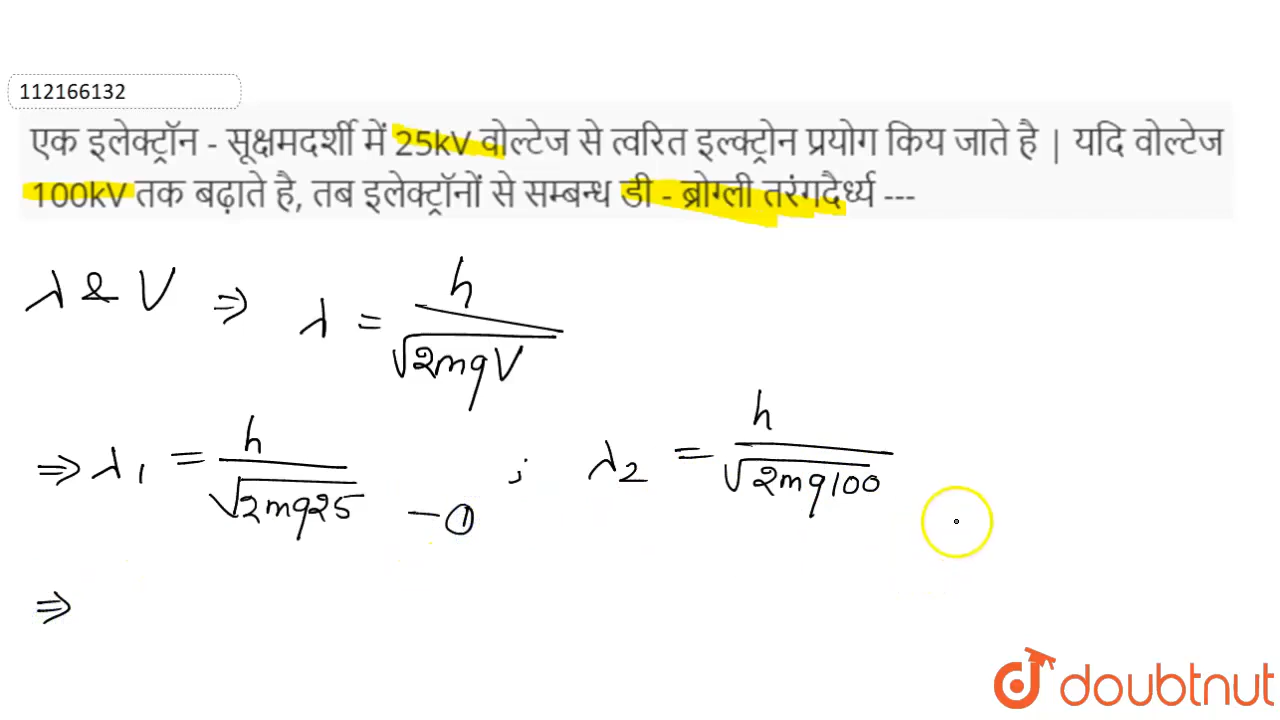 112166132
एक इलेक्ट्रॉन - सूक्षमदर्शी में 25kV वोल्टेज से त्वरित इल्क्ट्रोन प्रयोग किय जाते है | यदि वोल्टेज
100kV तक बढ़ाते है, तब इलेक्ट्रॉनों से सम्बन्ध डी - ब्रोग्ली तरंगदैर्ध्य ---
λ & V ⇒ λ = h / √2mqV
⇒ λ1 = h / √2mq25 - ① ; λ2 = h / √2mq100
⇒
doubtnut